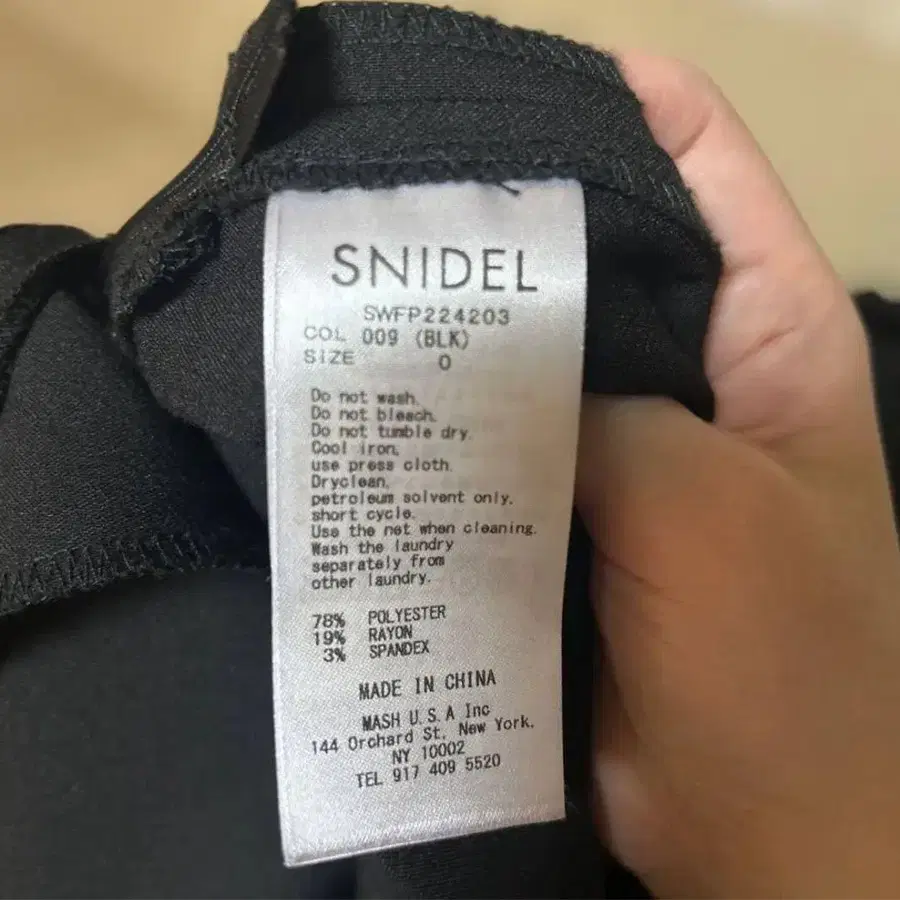 SNIDEL
SWFP224203
COL 009 (BLK)
SIZE 0
Do not wash.
Do not bleach.
Do not tumble dry.
Cool iron,
use press cloth.
Dryclean,
petroleum solvent only,
short cycle.
Use the net when cleaning.
Wash the laundry
separately from
other laundry.
78% POLYESTER
19% RAYON
3% SPANDEX
MADE IN CHINA
MASH U.S.A Inc
144 Orchard St, New York,
NY 10002
TEL 917 409 5520